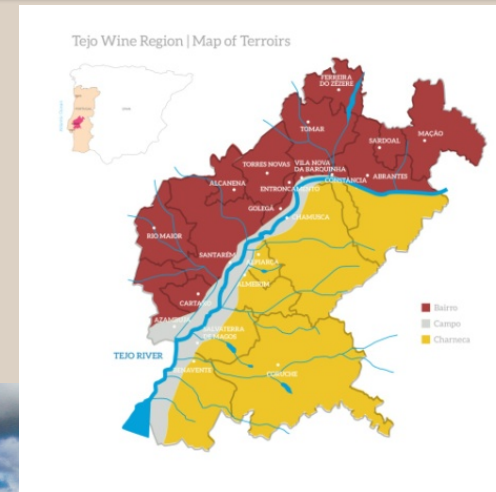 Tejo Wine Region | Map of Terroirs
FERREIRA
DO ZÊZERE
TOMAR
SARDOAL
MAÇÃO
TORRES NOVAS
VILA NOVA
DA BARQUINHA
CONSTÂNCIA
ABRANTES
ALCANENA
ENTRONCAMENTO
GOLEGÃ
CHAMUSCA
RIO MAIOR
SANTARÉM
ALPIARÇA
ALMEIRIM
CARTAXO
AZAMBUJA
SALVATERRA
DE MAGOS
TEJO RIVER
BENAVENTE
CORUCHE
Bairro
Campo
Charneca